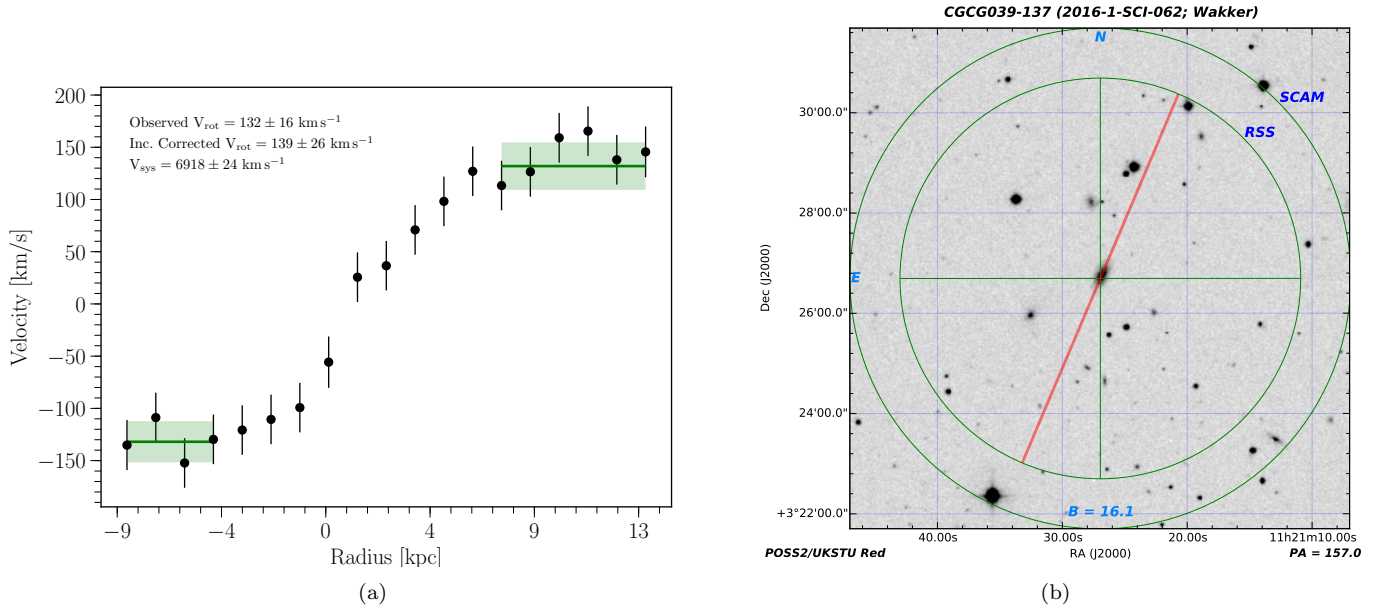 CGCG039-137 (2016-1-SCI-062; Wakker)
Observed V_rot = 132 ± 16 km s⁻¹
Inc. Corrected V_rot = 139 ± 26 km s⁻¹
V_sys = 6918 ± 24 km s⁻¹
200
150
100
50
0
−50
−100
−150
Velocity [km/s]
−9
−4
0
4
9
13
Radius [kpc]
(a)
N
SCAM
RSS
E
B = 16.1
30'00.0"
28'00.0"
26'00.0"
24'00.0"
+3°22'00.0"
Dec (J2000)
40.00s
30.00s
20.00s
11h21m10.00s
RA (J2000)
POSS2/UKSTU Red
PA = 157.0
(b)